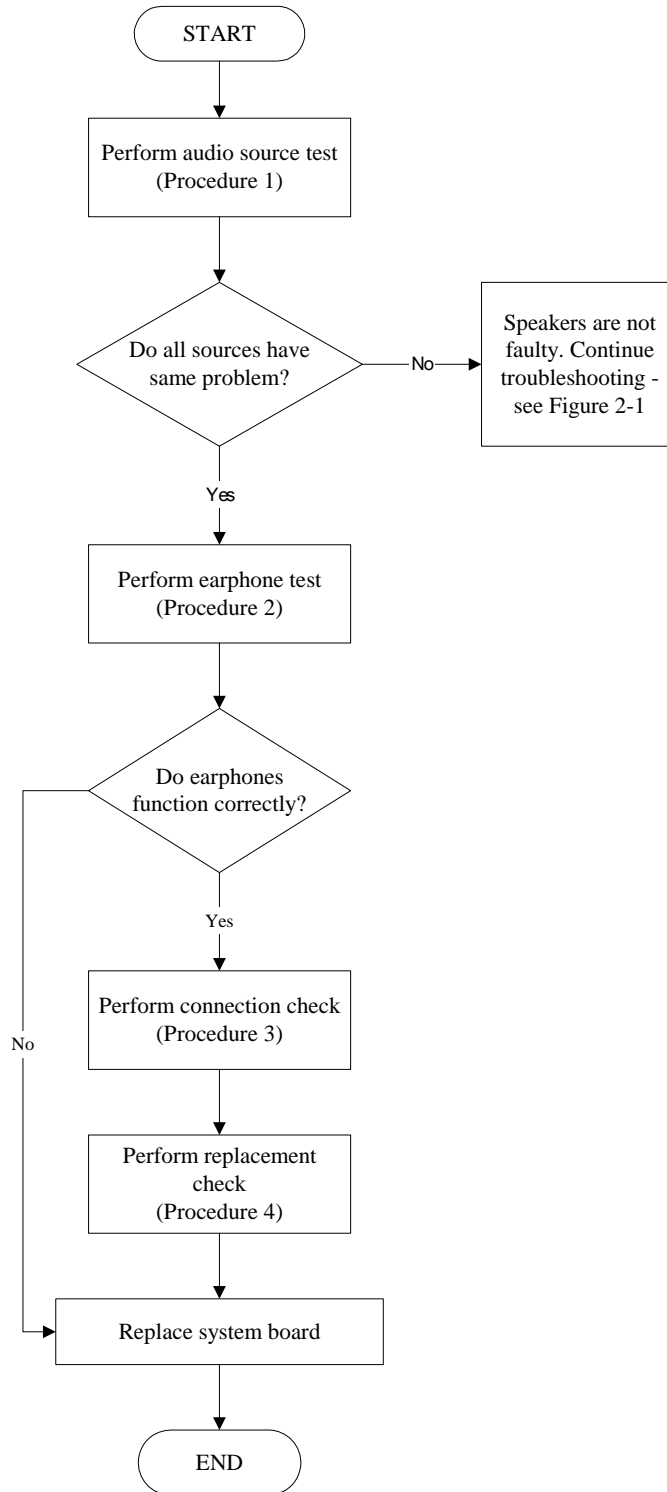 START
Perform audio source test
(Procedure 1)
Do all sources have
same problem?
No
Speakers are not
faulty. Continue
troubleshooting -
see Figure 2-1
Yes
Perform earphone test
(Procedure 2)
Do earphones
function correctly?
Yes
Perform connection check
(Procedure 3)
No
Perform replacement
check
(Procedure 4)
Replace system board
END